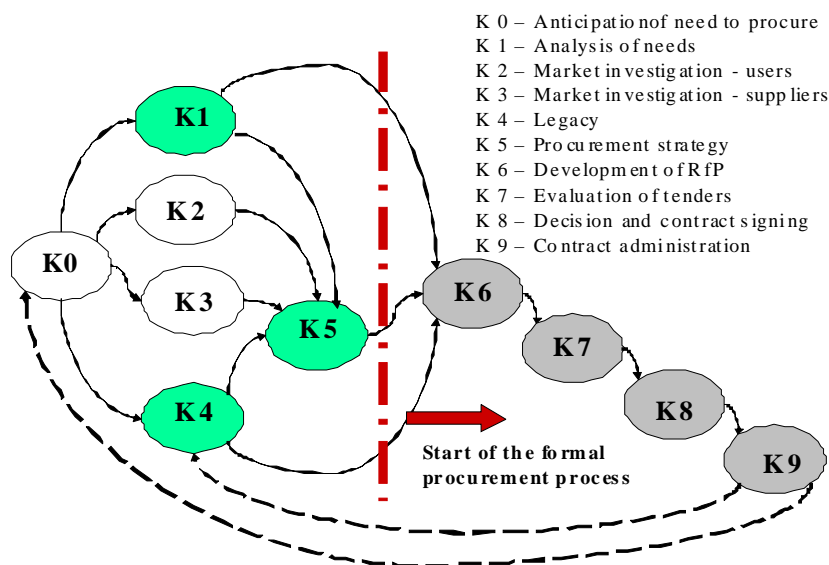 K 0 – Anticipationof need to procure
K 1 – Analysis of needs
K 2 – Market investigation - users
K 3 – Market investigation - suppliers
K 4 – Legacy
K 5 – Procurement strategy
K 6 – Development of RfP
K 7 – Evaluation of tenders
K 8 – Decision and contract signing
K 9 – Contract administration
K1
K2
K0
K3
K5
K4
K6
K7
K8
K9
Start of the formal
procurement process